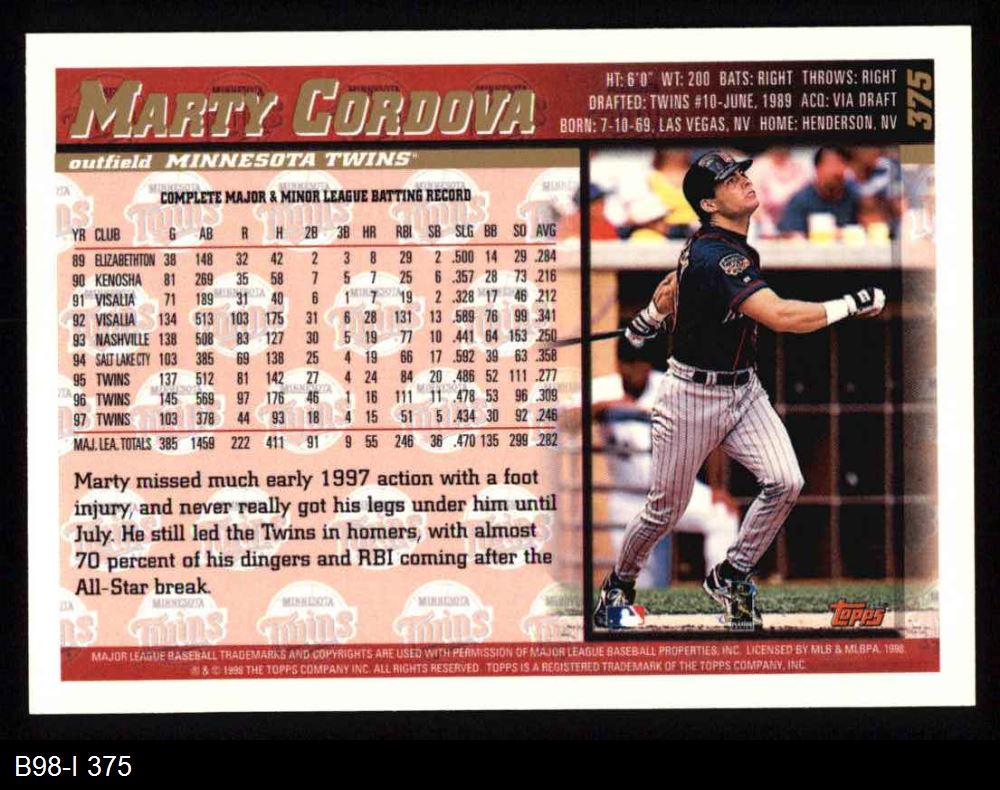 MARTY CORDOVA
HT: 6'0" WT: 200 BATS: RIGHT THROWS: RIGHT
DRAFTED: TWINS #10-JUNE, 1989 ACQ: VIA DRAFT
BORN: 7-10-69, LAS VEGAS, NV HOME: HENDERSON, NV
375
outfield MINNESOTA TWINS
COMPLETE MAJOR & MINOR LEAGUE BATTING RECORD
YR CLUB G AB R H 2B 3B HR RBI SB SLG BB SO AVG
89 ELIZABETHTON 38 148 32 42 2 3 8 29 2 .500 14 29 .284
90 KENOSHA 81 269 35 58 7 5 7 25 6 .357 28 73 .216
91 VISALIA 71 189 31 40 6 1 7 19 2 .328 17 46 .212
92 VISALIA 134 513 103 175 31 6 28 131 13 .589 76 99 .341
93 NASHVILLE 138 508 83 127 30 5 19 77 10 .441 64 153 .250
94 SALT LAKE CTY 103 385 69 138 25 4 19 66 17 .592 39 63 .358
95 TWINS 137 512 81 142 27 4 24 84 20 .486 52 111 .277
96 TWINS 145 569 97 176 46 1 16 111 11 .478 53 96 .309
97 TWINS 103 378 44 93 18 4 15 51 5 .434 30 92 .246
MAJ. LEA. TOTALS 385 1459 222 411 91 9 55 246 36 .470 135 299 .282
Marty missed much early 1997 action with a foot
injury, and never really got his legs under him until
July. He still led the Twins in homers, with almost
70 percent of his dingers and RBI coming after the
All-Star break.
Topps
MAJOR LEAGUE BASEBALL TRADEMARKS AND COPYRIGHTS ARE USED WITH PERMISSION OF MAJOR LEAGUE BASEBALL PROPERTIES, INC. LICENSED BY MLB & MLBPA. 1998
® & © 1998 THE TOPPS COMPANY, INC. ALL RIGHTS RESERVED. TOPPS IS A REGISTERED TRADEMARK OF THE TOPPS COMPANY, INC.
B98-I 375